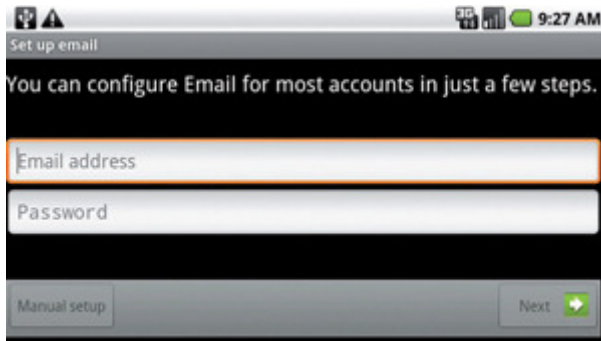 9:27 AM
Set up email
You can configure Email for most accounts in just a few steps.
Email address
Password
Manual setup
Next